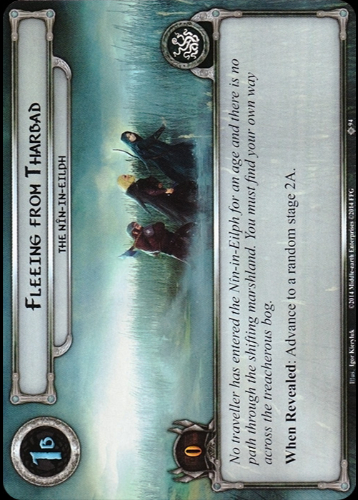 1B
FLEEING FROM THARBAD
THE NÎN-IN-EILPH
0
No traveller has entered the Nîn-in-Eilph for an age and there is no
path through the shifting marshland. You must find your own way
across the treacherous bog.
When Revealed: Advance to a random stage 2A.
Illus. Igor Kieryluk
©2014 Middle-earth Enterprises ©2014 FFG
94